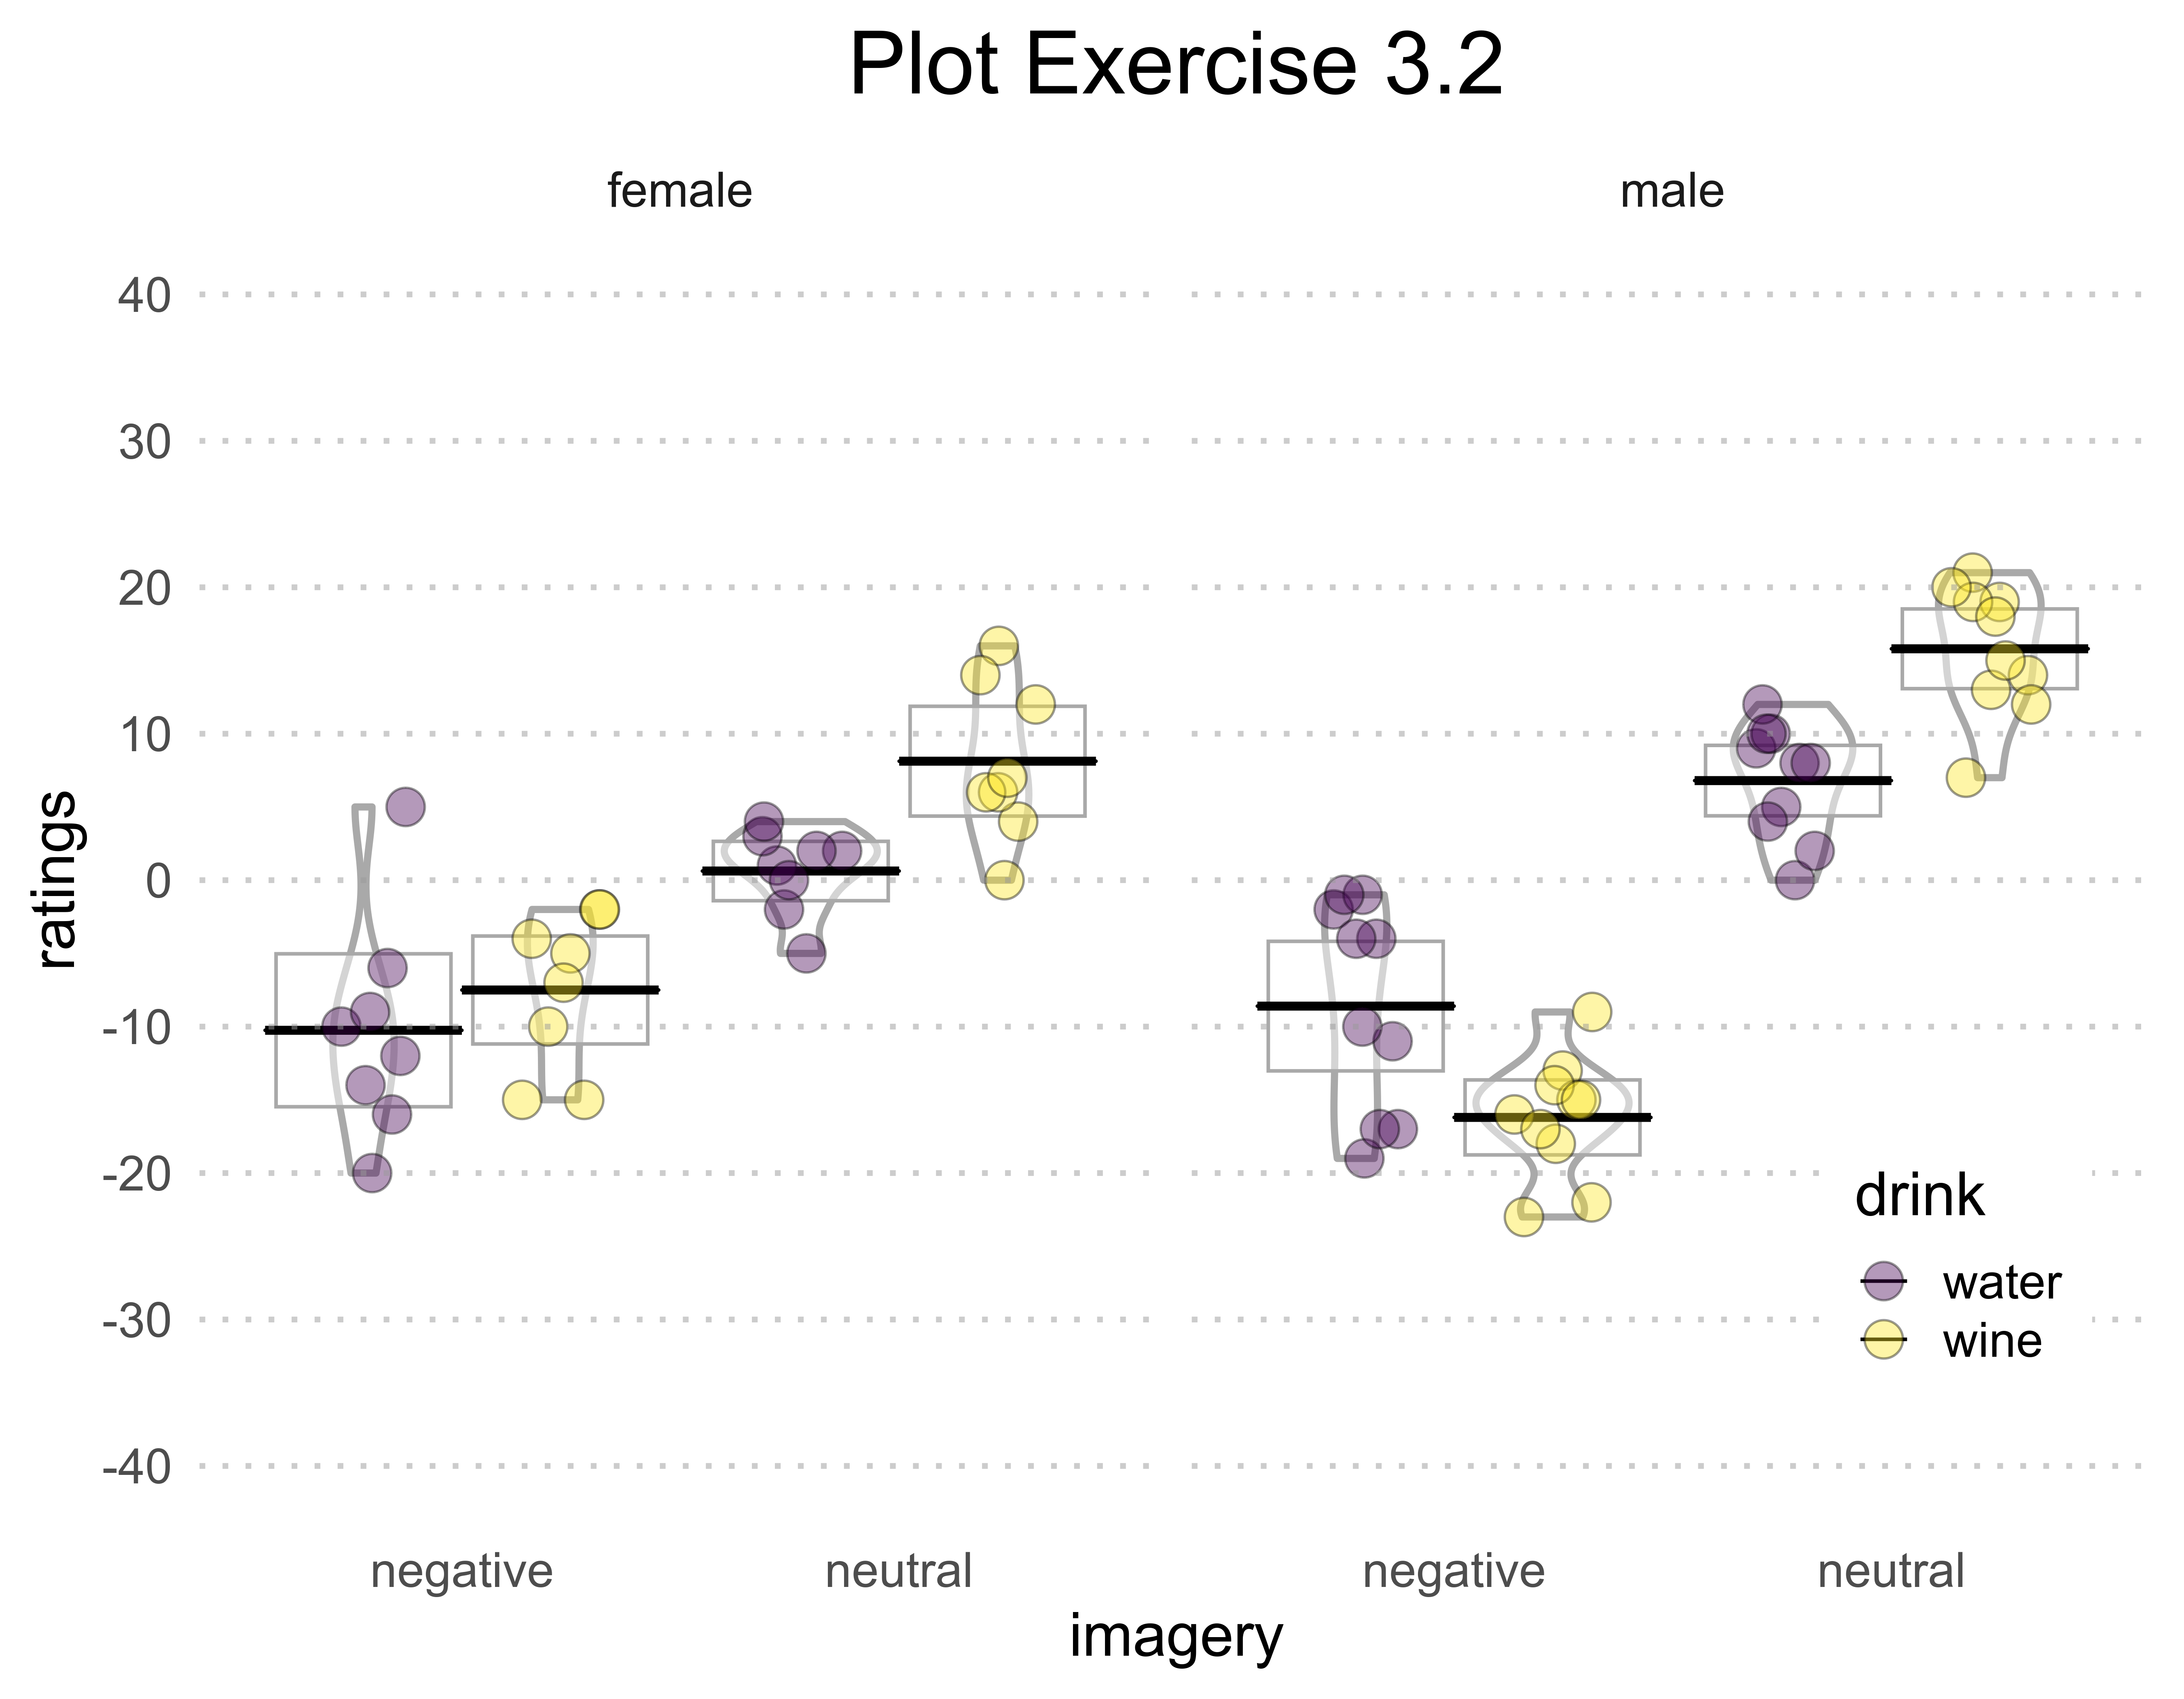 Plot Exercise 3.2
female
male
40
30
20
10
0
-10
-20
-30
-40
ratings
drink
water
wine
negative
neutral
negative
neutral
imagery